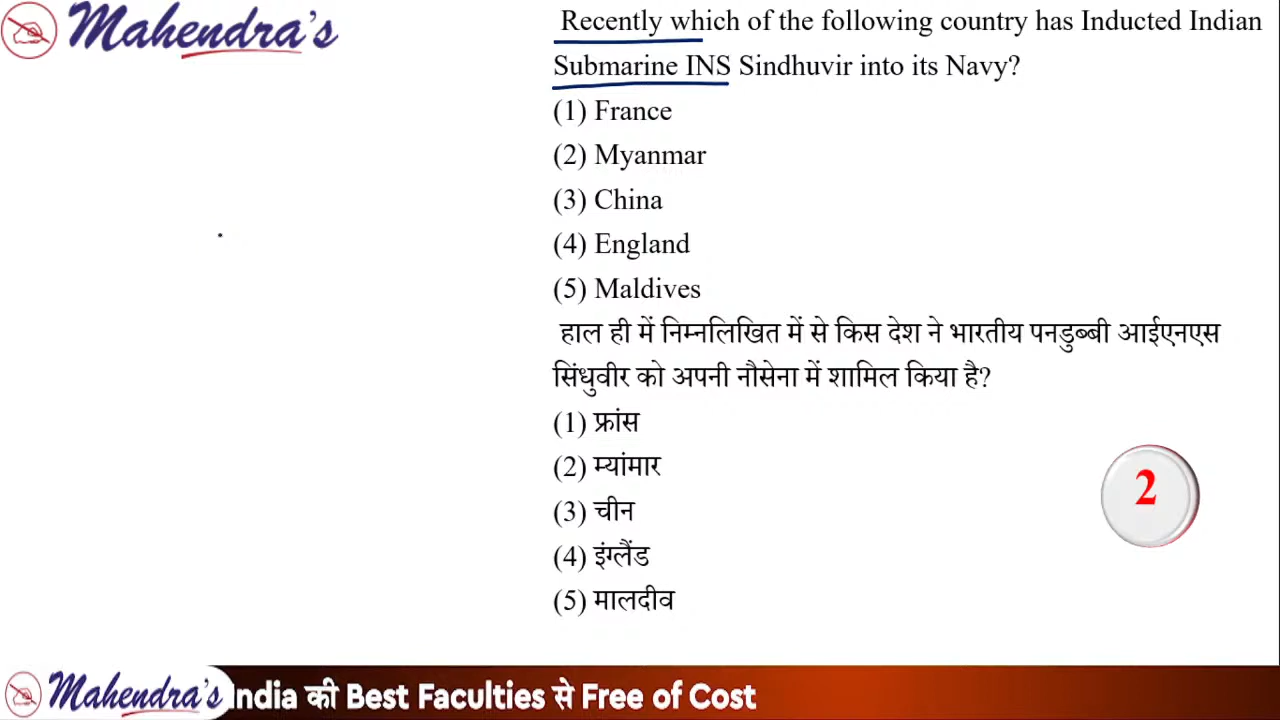 Mahendra's
Recently which of the following country has Inducted Indian
Submarine INS Sindhuvir into its Navy?
(1) France
(2) Myanmar
(3) China
(4) England
(5) Maldives
हाल ही में निम्नलिखित में से किस देश ने भारतीय पनडुब्बी आईएनएस
सिंधुवीर को अपनी नौसेना में शामिल किया है?
(1) फ्रांस
(2) म्यांमार
(3) चीन
(4) इंग्लैंड
(5) मालदीव
2
Mahendra's India की Best Faculties से Free of Cost